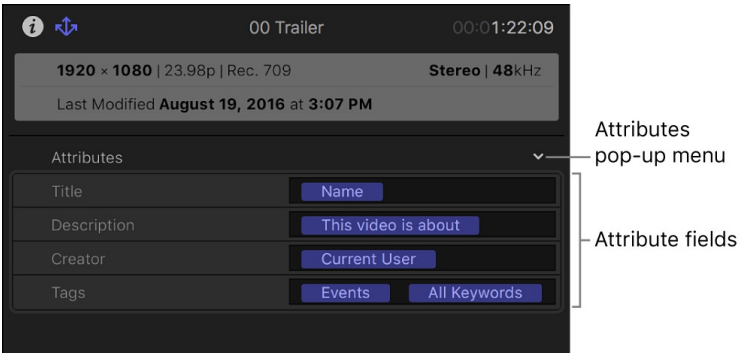 i 00 Trailer 00:01:22:09
1920 × 1080 | 23.98p | Rec. 709 Stereo | 48kHz
Last Modified August 19, 2016 at 3:07 PM
Attributes
Title Name
Description This video is about
Creator Current User
Tags Events All Keywords
Attributes
pop-up menu
Attribute fields